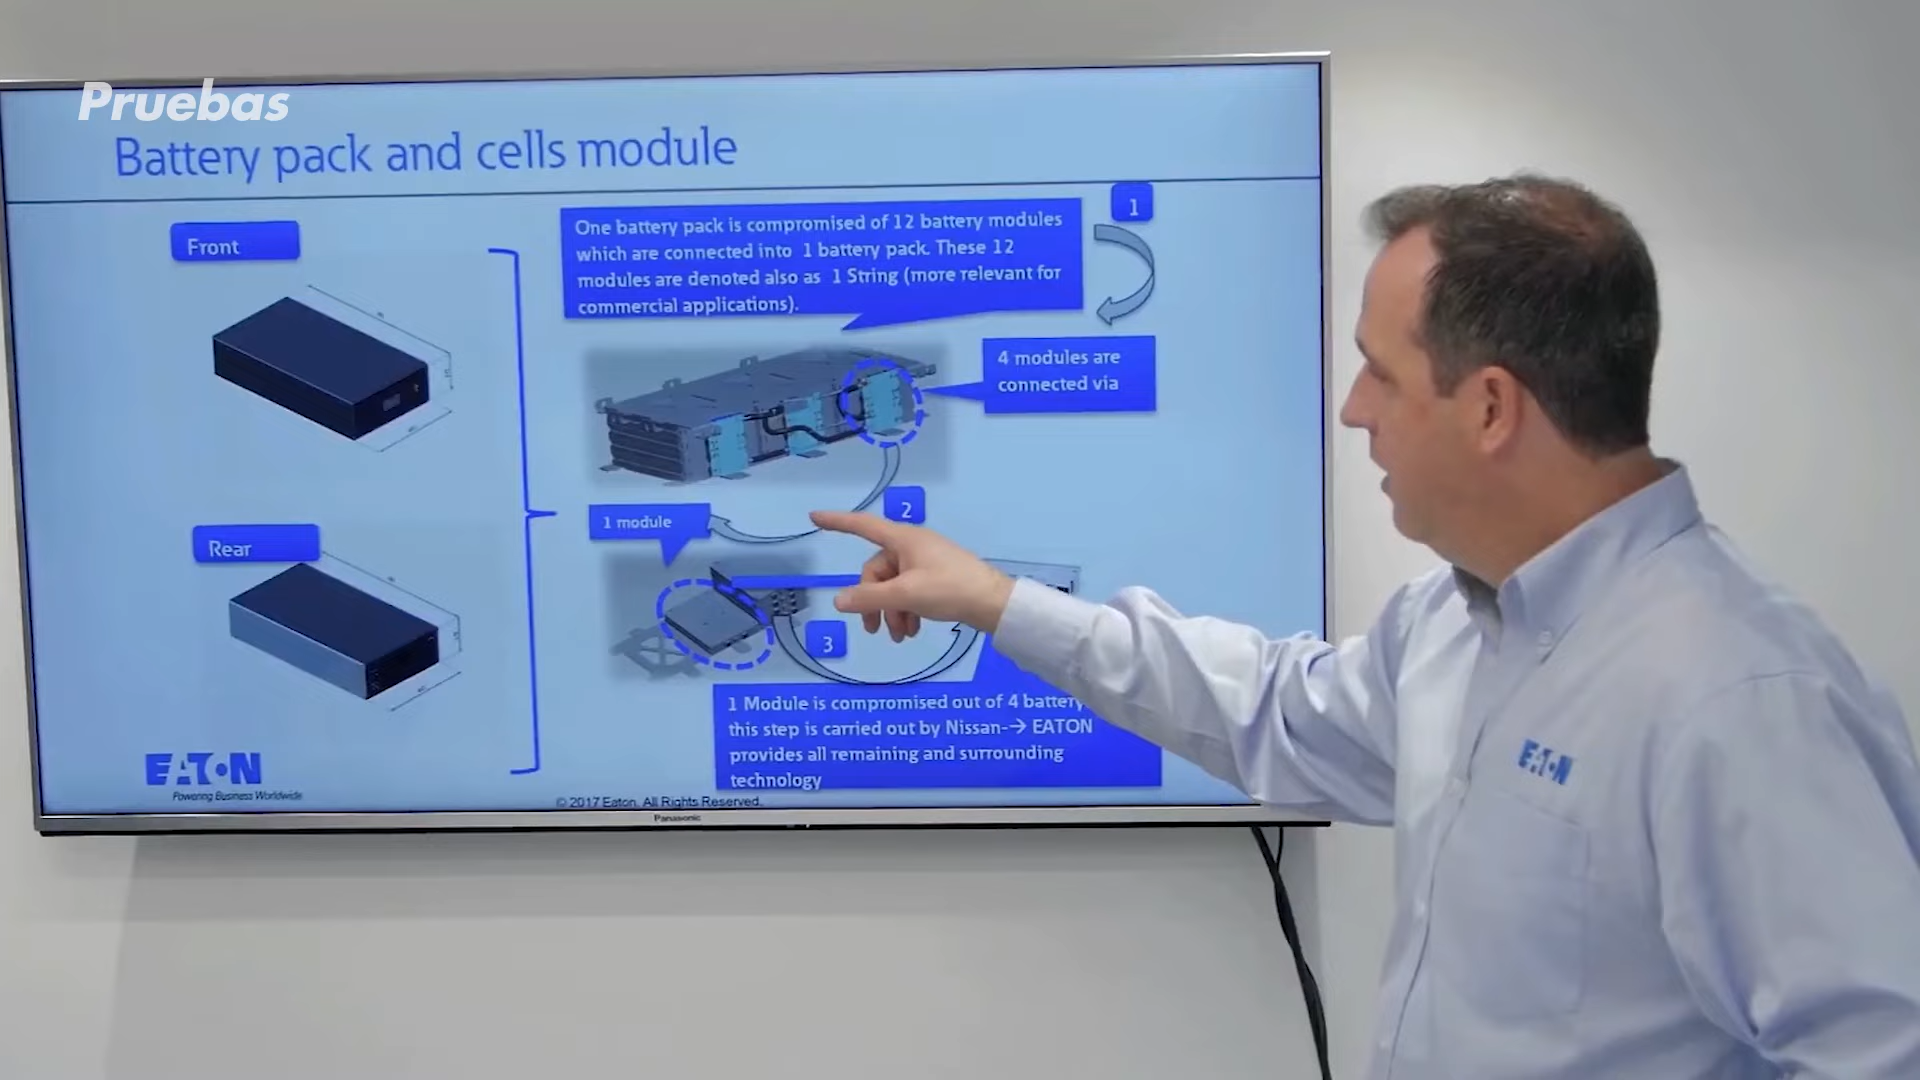 Pruebas
Battery pack and cells module
Front
One battery pack is compromised of 12 battery modules
which are connected into 1 battery pack. These 12
modules are denoted also as 1 String (more relevant for
commercial applications).
1
4 modules are
connected via
1 module
2
Rear
3
1 Module is compromised out of 4 battery
this step is carried out by Nissan-→ EATON
provides all remaining and surrounding
technology
EATON
Powering Business Worldwide
© 2017 Eaton. All Rights Reserved.
Panasonic
EATON